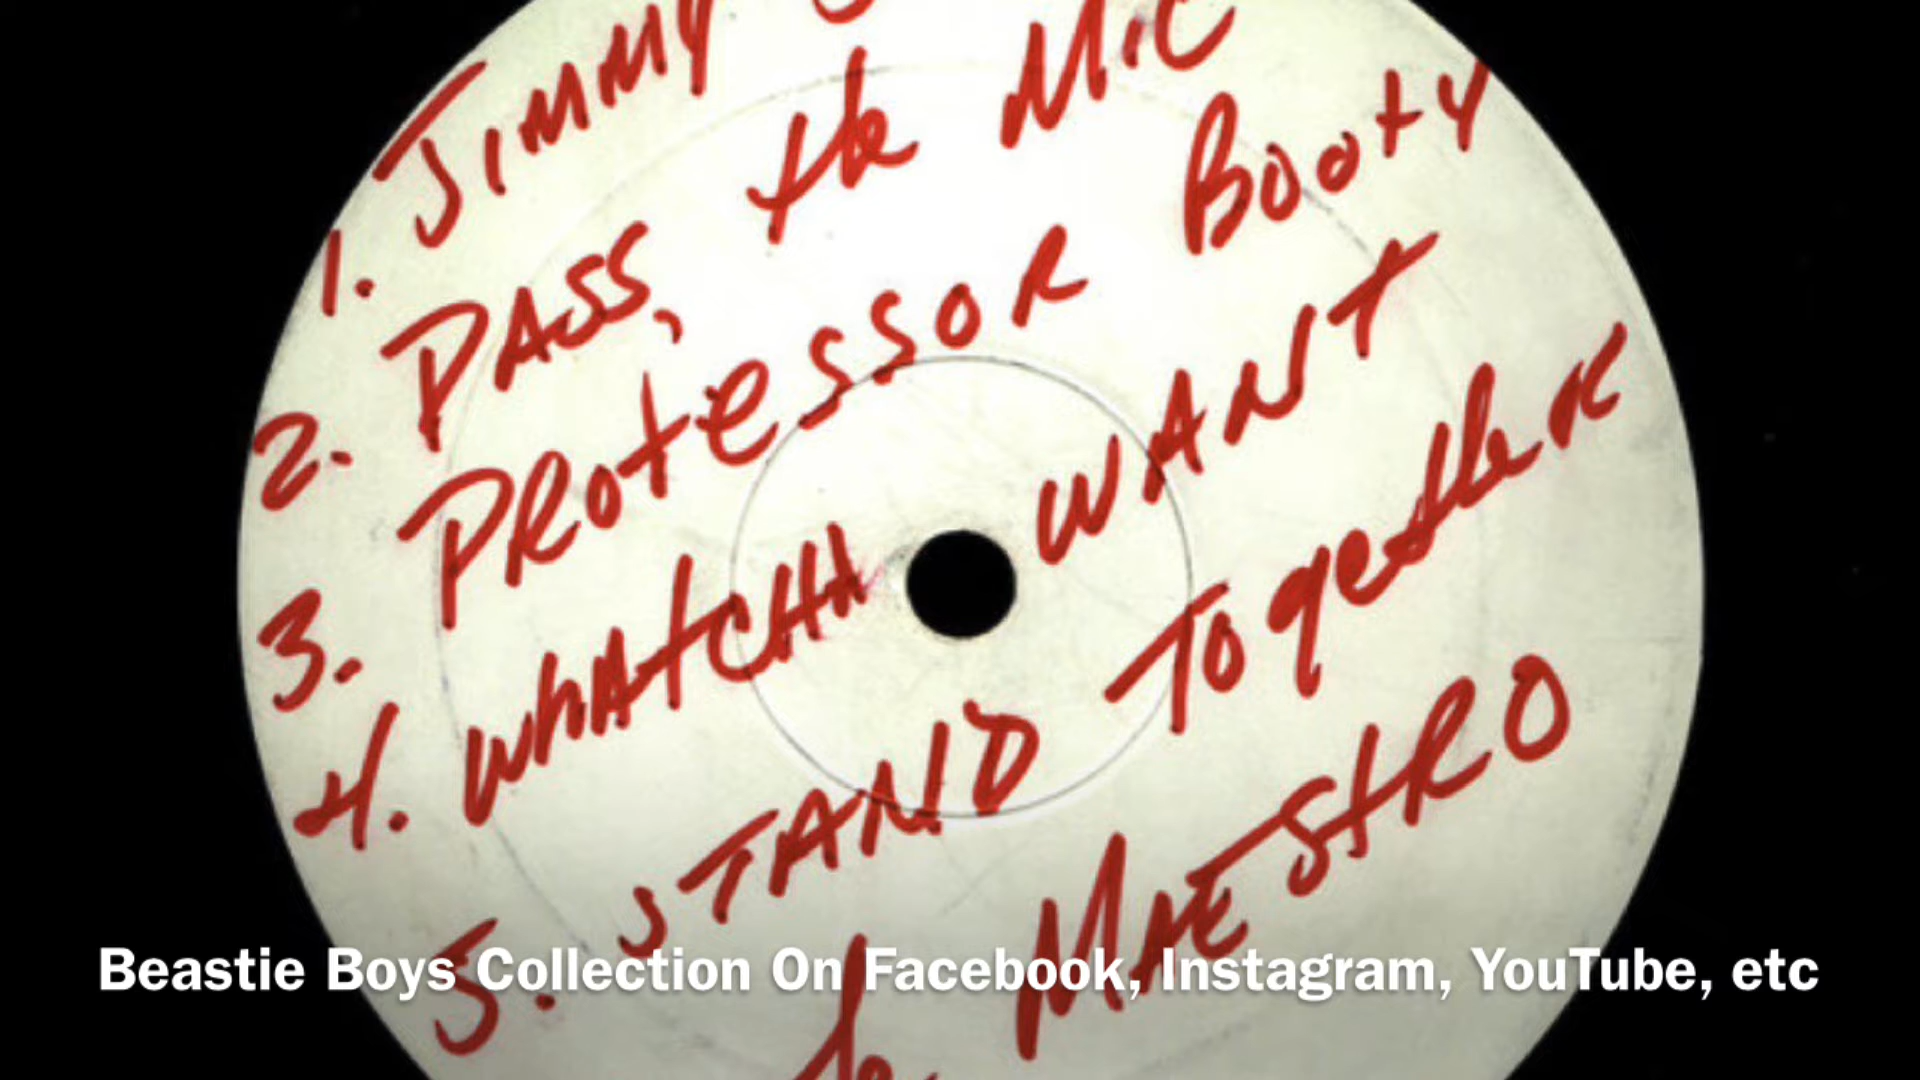 1. JIMMY
2. PASS, the MIC
3. PROfESSOR BOOty
4. WhAtCHA WANT
5. STAND TOgether
the MAESTRO
Beastie Boys Collection On Facebook, Instagram, YouTube, etc